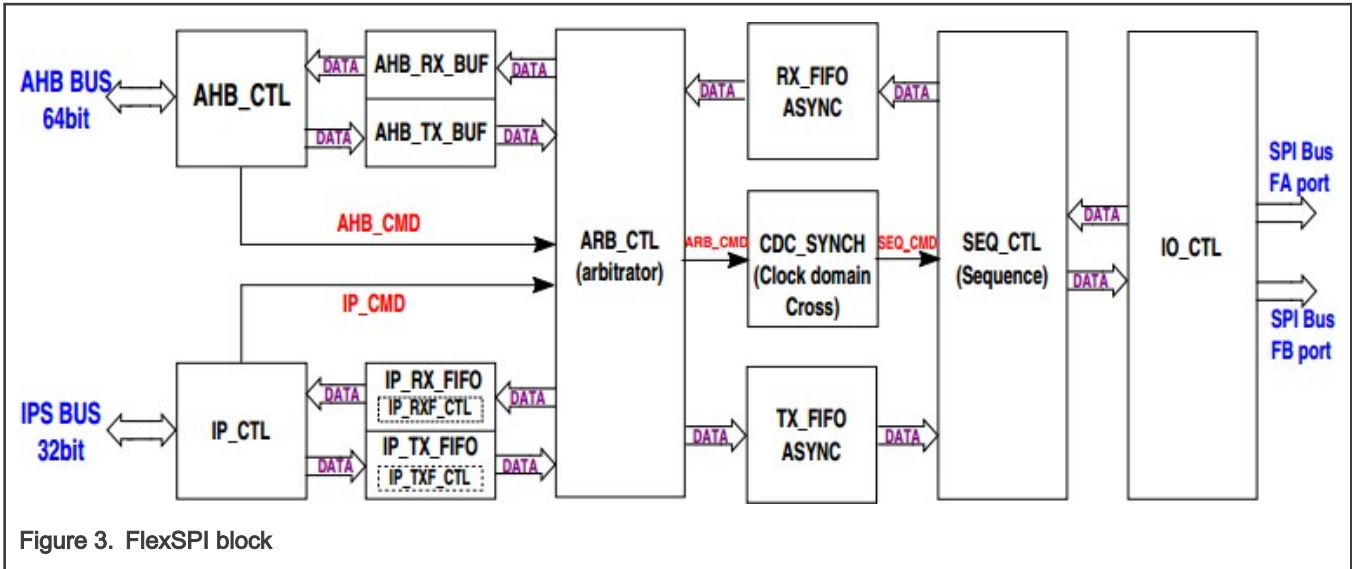 AHB BUS
64bit
AHB_CTL
DATA
AHB_RX_BUF
DATA
DATA
AHB_TX_BUF
DATA
AHB_CMD
IP_CMD
IPS BUS
32bit
IP_CTL
DATA
IP_RX_FIFO
IP_RXF_CTL
DATA
DATA
IP_TX_FIFO
IP_TXF_CTL
DATA
ARB_CTL
(arbitrator)
DATA
RX_FIFO
ASYNC
DATA
ARB_CMD
CDC_SYNCH
(Clock domain
Cross)
SEQ_CMD
DATA
TX_FIFO
ASYNC
DATA
SEQ_CTL
(Sequence)
DATA
DATA
IO_CTL
SPI Bus
FA port
SPI Bus
FB port
Figure 3. FlexSPI block